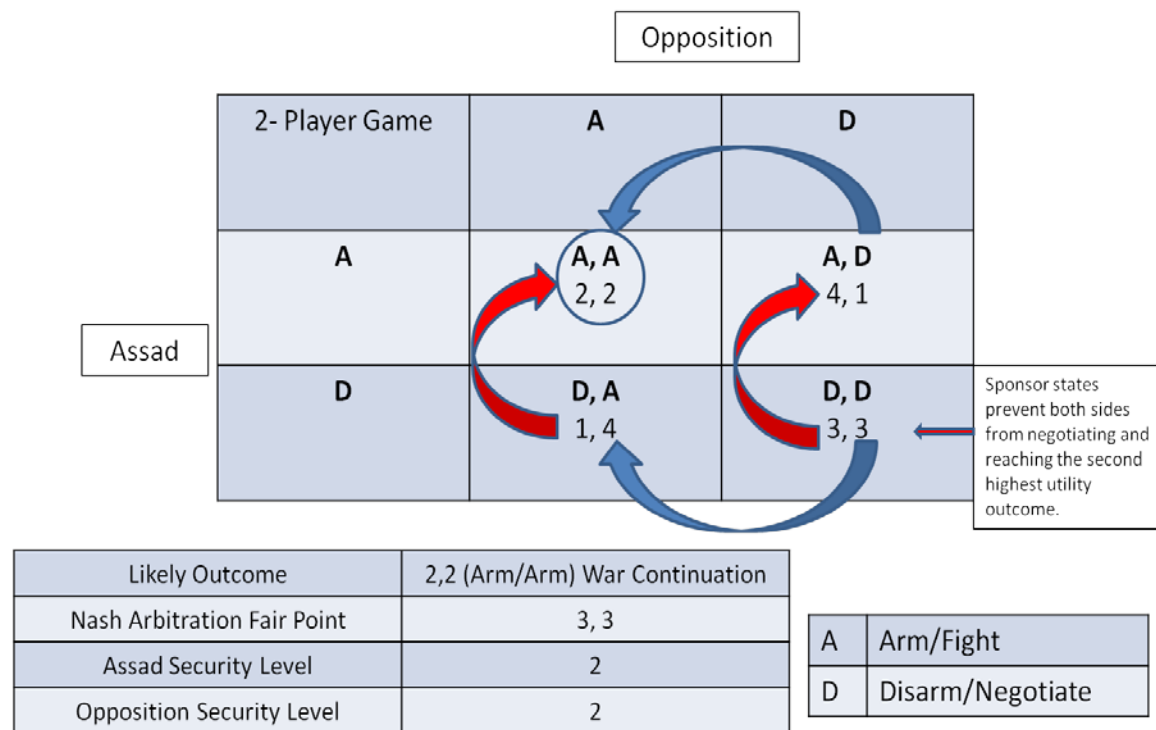 Opposition
2- Player Game
A
D
A
A, A
2, 2
A, D
4, 1
Assad
D
D, A
1, 4
D, D
3, 3
Sponsor states
prevent both sides
from negotiating and
reaching the second
highest utility
outcome.
Likely Outcome
2,2 (Arm/Arm) War Continuation
Nash Arbitration Fair Point
3, 3
Assad Security Level
2
Opposition Security Level
2
A
Arm/Fight
D
Disarm/Negotiate